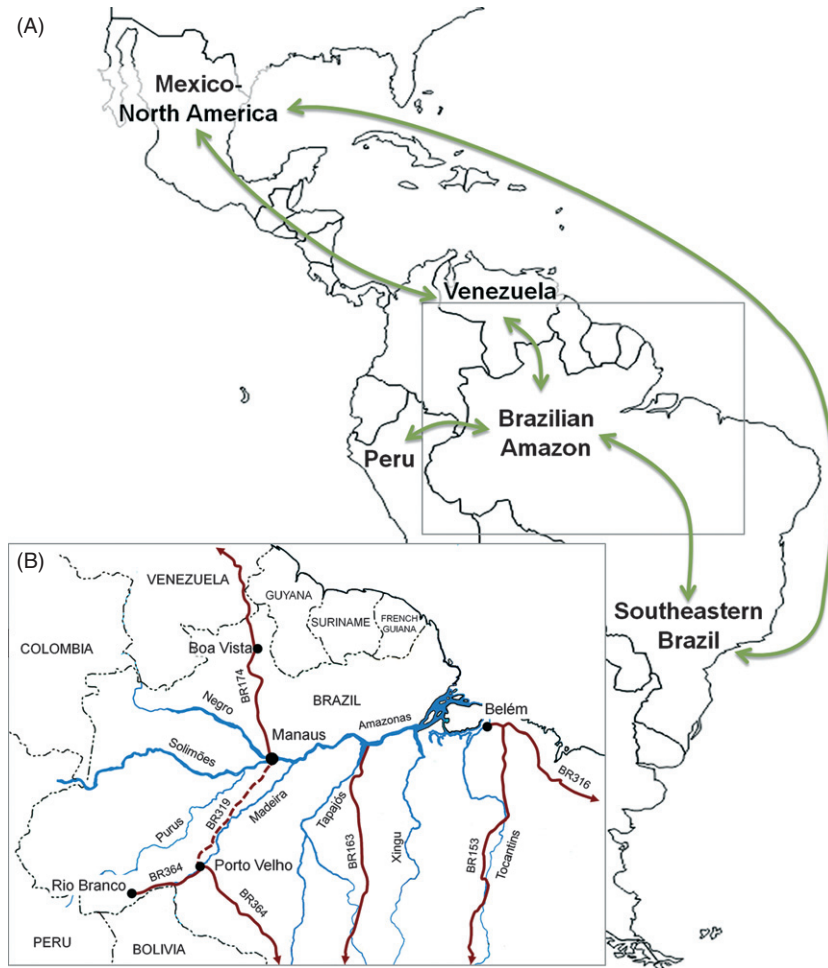 (A)
Mexico-
North America
Venezuela
Brazilian
Amazon
Peru
Southeastern
Brazil
(B)
VENEZUELA
GUYANA
SURINAME
FRENCH
GUIANA
COLOMBIA
Boa Vista
BR174
BRAZIL
Negro
Belém
Amazonas
Manaus
Solimões
BR316
Purus
BR319
Madeira
Tapajós
BR163
Xingu
BR153
Tocantins
Porto Velho
BR364
Rio Branco
BR364
PERU
BOLIVIA